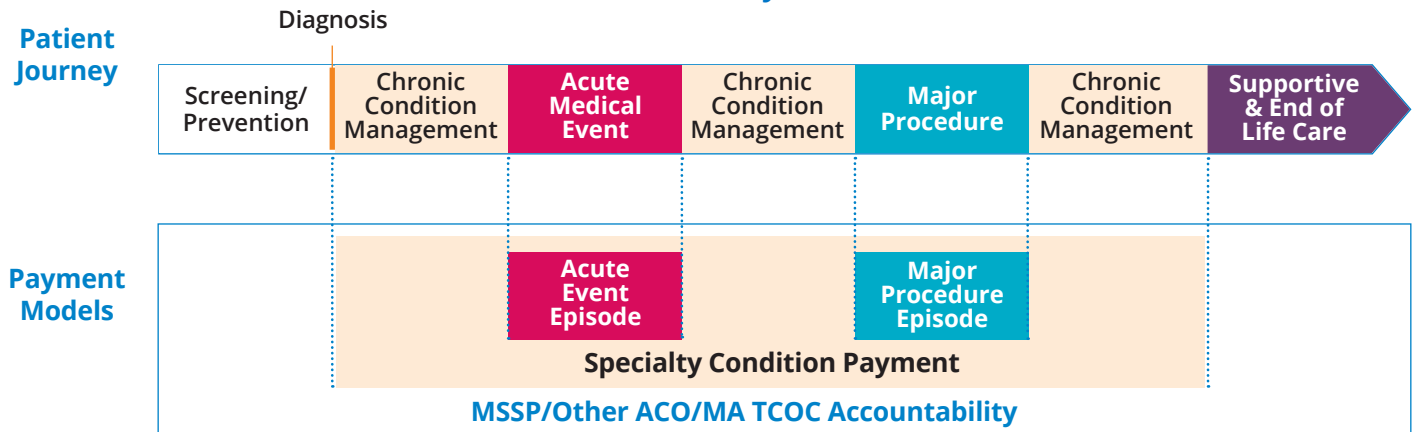 Diagnosis
Patient
Journey
Screening/
Prevention
Chronic
Condition
Management
Acute
Medical
Event
Chronic
Condition
Management
Major
Procedure
Chronic
Condition
Management
Supportive
& End of
Life Care
Payment
Models
Acute
Event
Episode
Major
Procedure
Episode
Specialty Condition Payment
MSSP/Other ACO/MA TCOC Accountability